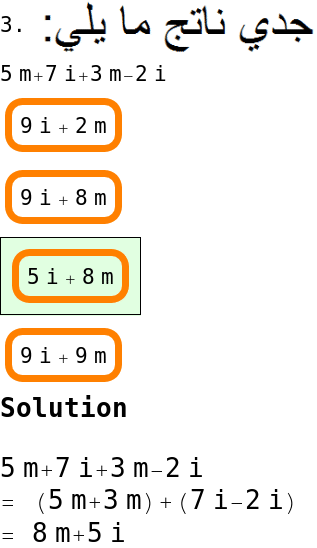 3. جدي ناتج ما يلي:
5 m+7 i+3 m−2 i
9 i + 2 m
9 i + 8 m
5 i + 8 m
9 i + 9 m
Solution
5 m+7 i+3 m−2 i
= (5 m+3 m)+(7 i−2 i)
= 8 m+5 i